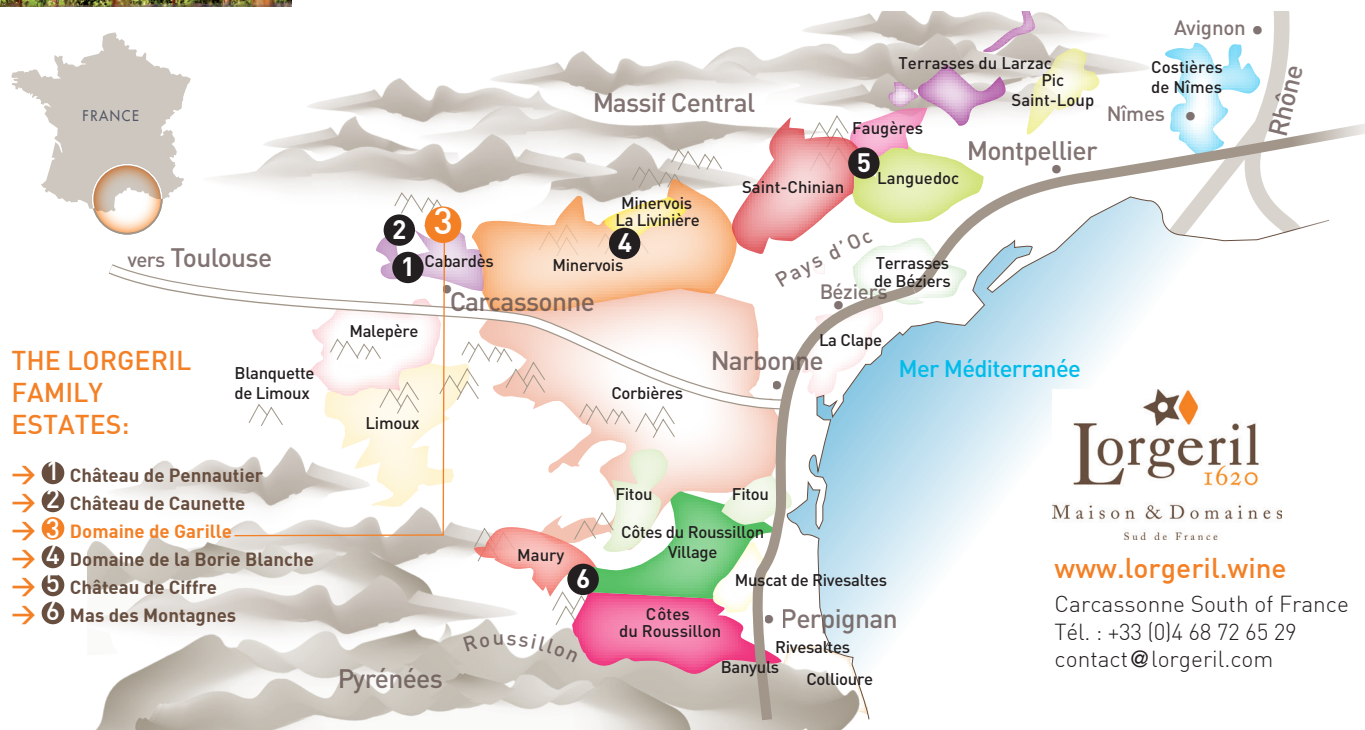 FRANCE
Avignon
Terrasses du Larzac
Pic
Saint-Loup
Costières
de Nîmes
Nîmes
Rhône
Massif Central
Faugères
Montpellier
5
Languedoc
Saint-Chinian
Minervois
La Livinière
4
Minervois
2
3
1
Cabardès
vers Toulouse
Carcassonne
Pays d'Oc
Terrasses
de Béziers
Béziers
La Clape
Malepère
Narbonne
Mer Méditerranée
Blanquette
de Limoux
Limoux
Corbières
THE LORGERIL
FAMILY
ESTATES:
→ 1 Château de Pennautier
→ 2 Château de Caunette
→ 3 Domaine de Garille
→ 4 Domaine de la Borie Blanche
→ 5 Château de Ciffre
→ 6 Mas des Montagnes
Fitou
Fitou
Côtes du Roussillon
Village
Maury
6
Muscat de Rivesaltes
Côtes
du Roussillon
Perpignan
Roussillon
Rivesaltes
Banyuls
Collioure
Pyrénées
Lorgeril
1620
Maison & Domaines
Sud de France
www.lorgeril.wine
Carcassonne South of France
Tél. : +33 (0)4 68 72 65 29
contact@lorgeril.com